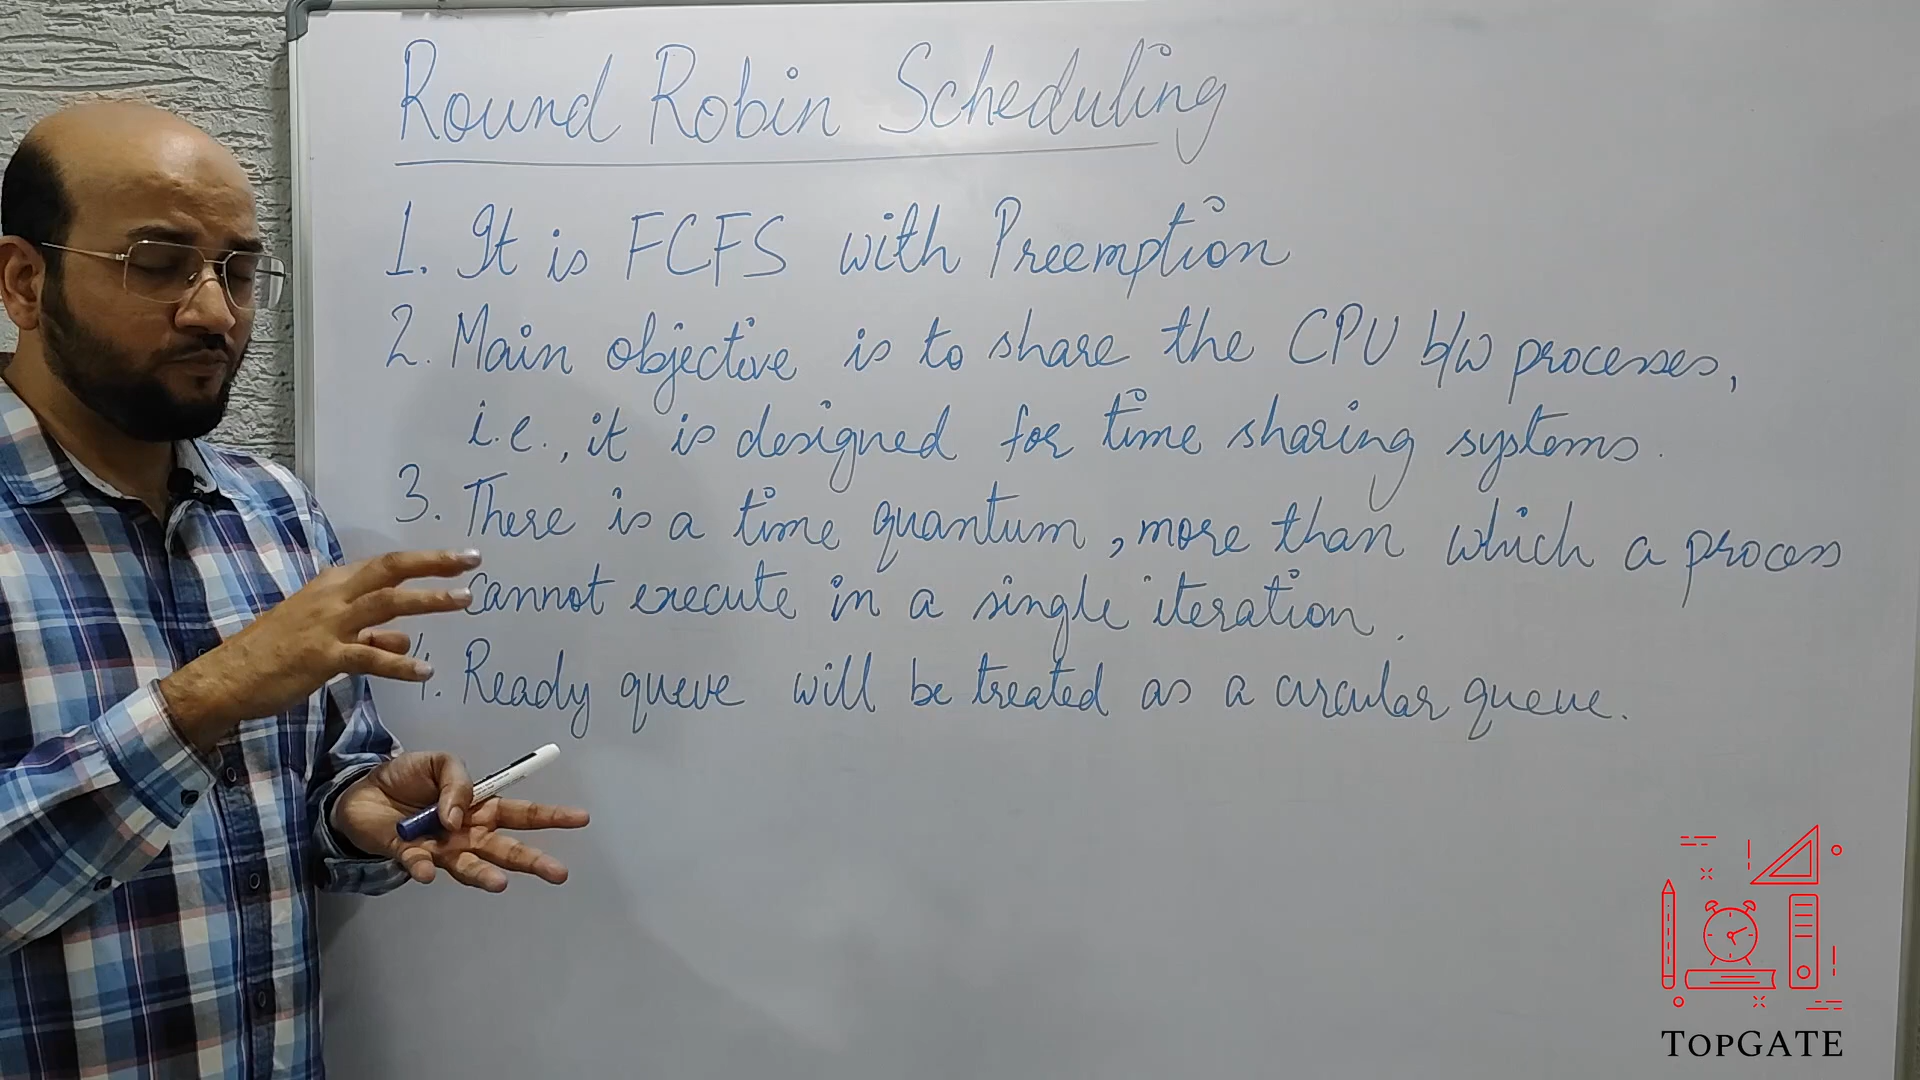 Round Robin Scheduling
1. It is FCFS with Preemption
2. Main objective is to share the CPU b/w processes,
i.e., it is designed for time sharing systems.
3. There is a time quantum, more than which a process
cannot execute in a single iteration.
4. Ready queue will be treated as a circular queue.
TOPGATE